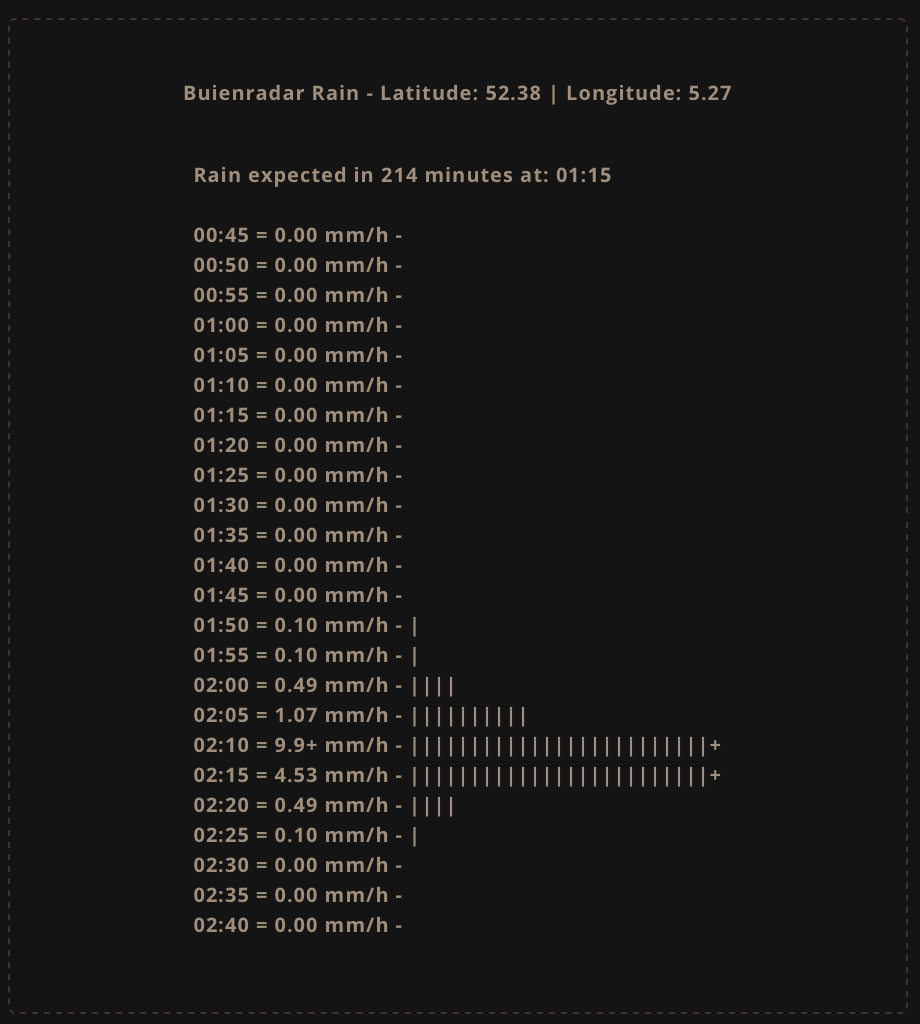 Buienradar Rain - Latitude: 52.38 | Longitude: 5.27
Rain expected in 214 minutes at: 01:15
00:45 = 0.00 mm/h -
00:50 = 0.00 mm/h -
00:55 = 0.00 mm/h -
01:00 = 0.00 mm/h -
01:05 = 0.00 mm/h -
01:10 = 0.00 mm/h -
01:15 = 0.00 mm/h -
01:20 = 0.00 mm/h -
01:25 = 0.00 mm/h -
01:30 = 0.00 mm/h -
01:35 = 0.00 mm/h -
01:40 = 0.00 mm/h -
01:45 = 0.00 mm/h -
01:50 = 0.10 mm/h - |
01:55 = 0.10 mm/h - |
02:00 = 0.49 mm/h - ||||
02:05 = 1.07 mm/h - ||||||||||
02:10 = 9.9+ mm/h - |||||||||||||||||||||||||+
02:15 = 4.53 mm/h - |||||||||||||||||||||||||+
02:20 = 0.49 mm/h - ||||
02:25 = 0.10 mm/h - |
02:30 = 0.00 mm/h -
02:35 = 0.00 mm/h -
02:40 = 0.00 mm/h -